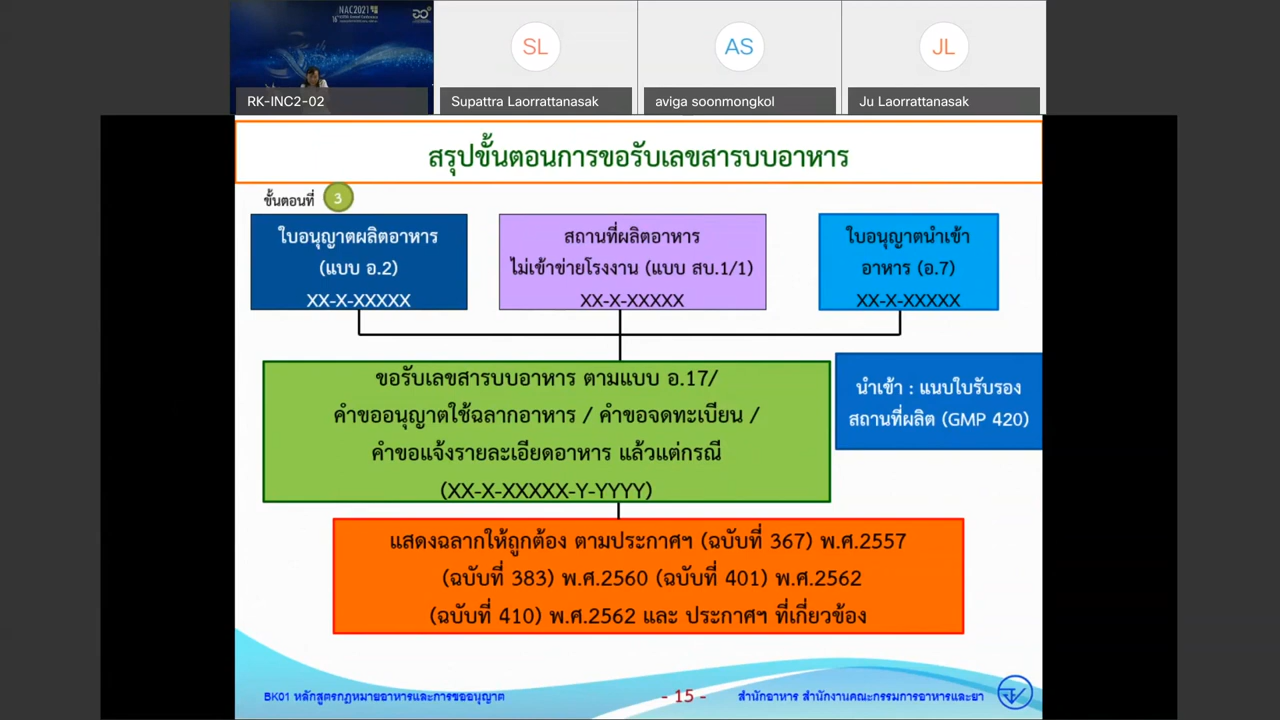 NAC2021
RK-INC2-02
SL
Supattra Laorrattanasak
AS
aviga soonmongkol
JL
Ju Laorrattanasak
สรุปขั้นตอนการขอรับเลขสารบบอาหาร
ขั้นตอนที่ 3
ใบอนุญาตผลิตอาหาร
(แบบ อ.2)
XX-X-XXXXX
สถานที่ผลิตอาหาร
ไม่เข้าข่ายโรงงาน (แบบ สบ.1/1)
XX-X-XXXXX
ใบอนุญาตนำเข้า
อาหาร (อ.7)
XX-X-XXXXX
ขอรับเลขสารบบอาหาร ตามแบบ อ.17/
คำขออนุญาตใช้ฉลากอาหาร / คำขอจดทะเบียน /
คำขอแจ้งรายละเอียดอาหาร แล้วแต่กรณี
(XX-X-XXXXX-Y-YYYY)
นำเข้า : แนบใบรับรอง
สถานที่ผลิต (GMP 420)
แสดงฉลากให้ถูกต้อง ตามประกาศฯ (ฉบับที่ 367) พ.ศ.2557
(ฉบับที่ 383) พ.ศ.2560 (ฉบับที่ 401) พ.ศ.2562
(ฉบับที่ 410) พ.ศ.2562 และ ประกาศฯ ที่เกี่ยวข้อง
BK01 หลักสูตรกฎหมายอาหารและการขออนุญาต
- 15 -
สำนักอาหาร สำนักงานคณะกรรมการอาหารและยา